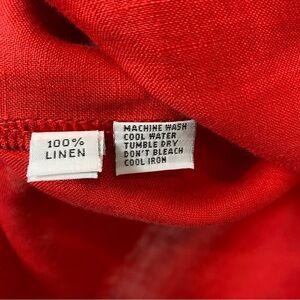 100%
LINEN
MACHINE WASH
COOL WATER
TUMBLE DRY
DON'T BLEACH
COOL IRON